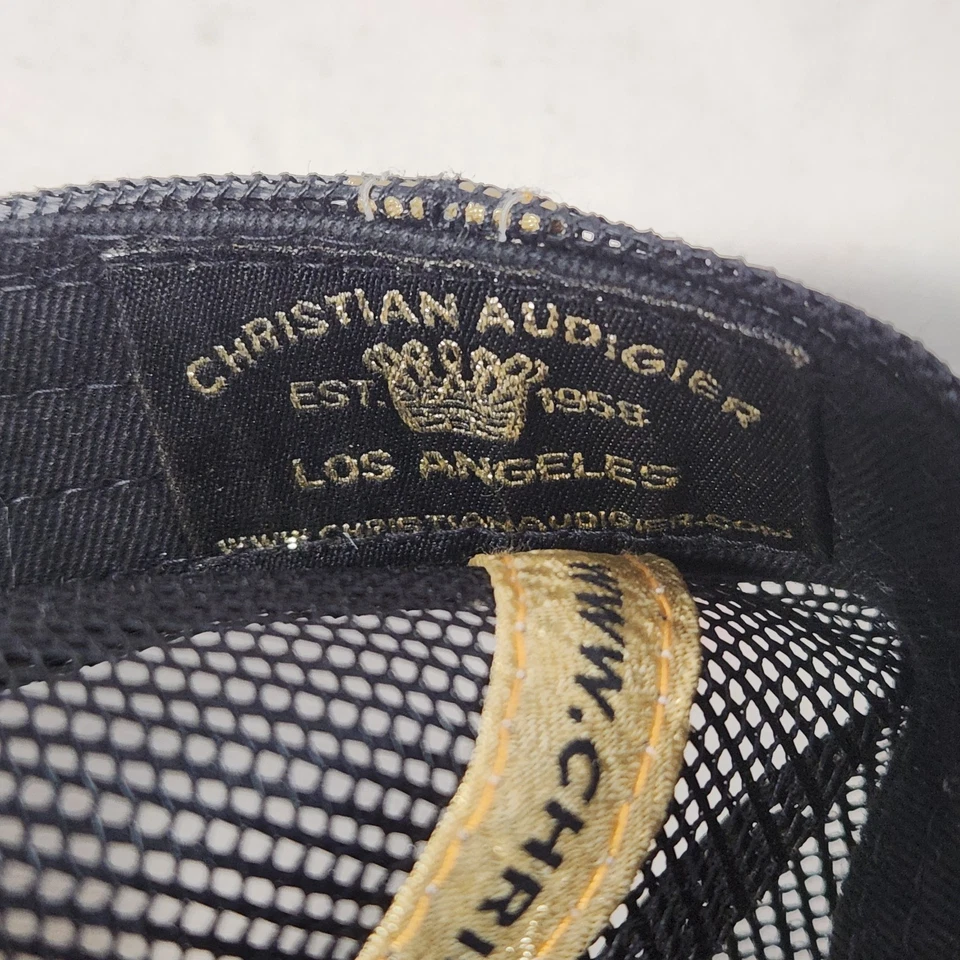 CHRISTIAN AUDIGIER
EST. 1958
LOS ANGELES
WWW.CHRISTIANAUDIGIER.COM
WWW.CHRI